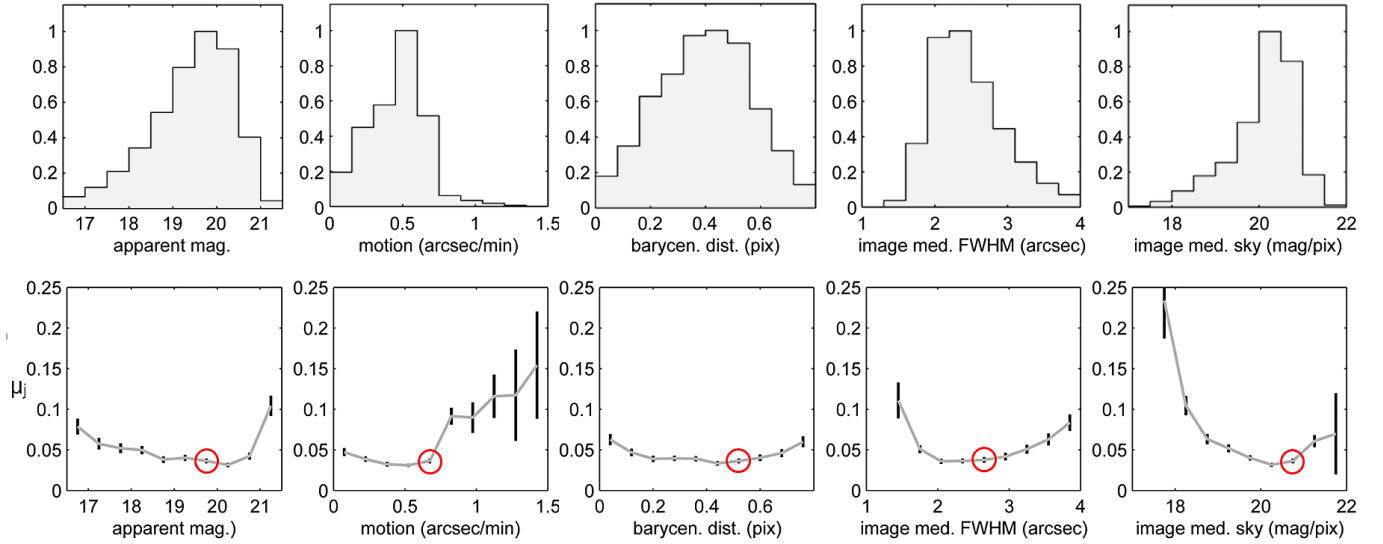 1 1 1 1 1
0.8 0.8 0.8 0.8 0.8
0.6 0.6 0.6 0.6 0.6
0.4 0.4 0.4 0.4 0.4
0.2 0.2 0.2 0.2 0.2
0 0 0 0
17 18 19 20 21 0 0.5 1 1.5 0 0.2 0.4 0.6 1 2 3 4 18 20 22
apparent mag. motion (arcsec/min) barycen. dist. (pix) image med. FWHM (arcsec) image med. sky (mag/pix)
0.25 0.25 0.25 0.25 0.25
0.2 0.2 0.2 0.2 0.2
0.15 0.15 0.15 0.15 0.15
μj
0.1 0.1 0.1 0.1 0.1
0.05 0.05 0.05 0.05 0.05
0 0 0 0 0
17 18 19 20 21 0 0.5 1 1.5 0 0.2 0.4 0.6 1 2 3 4 18 20 22
apparent mag.) motion (arcsec/min) barycen. dist. (pix) image med. FWHM (arcsec) image med. sky (mag/pix)